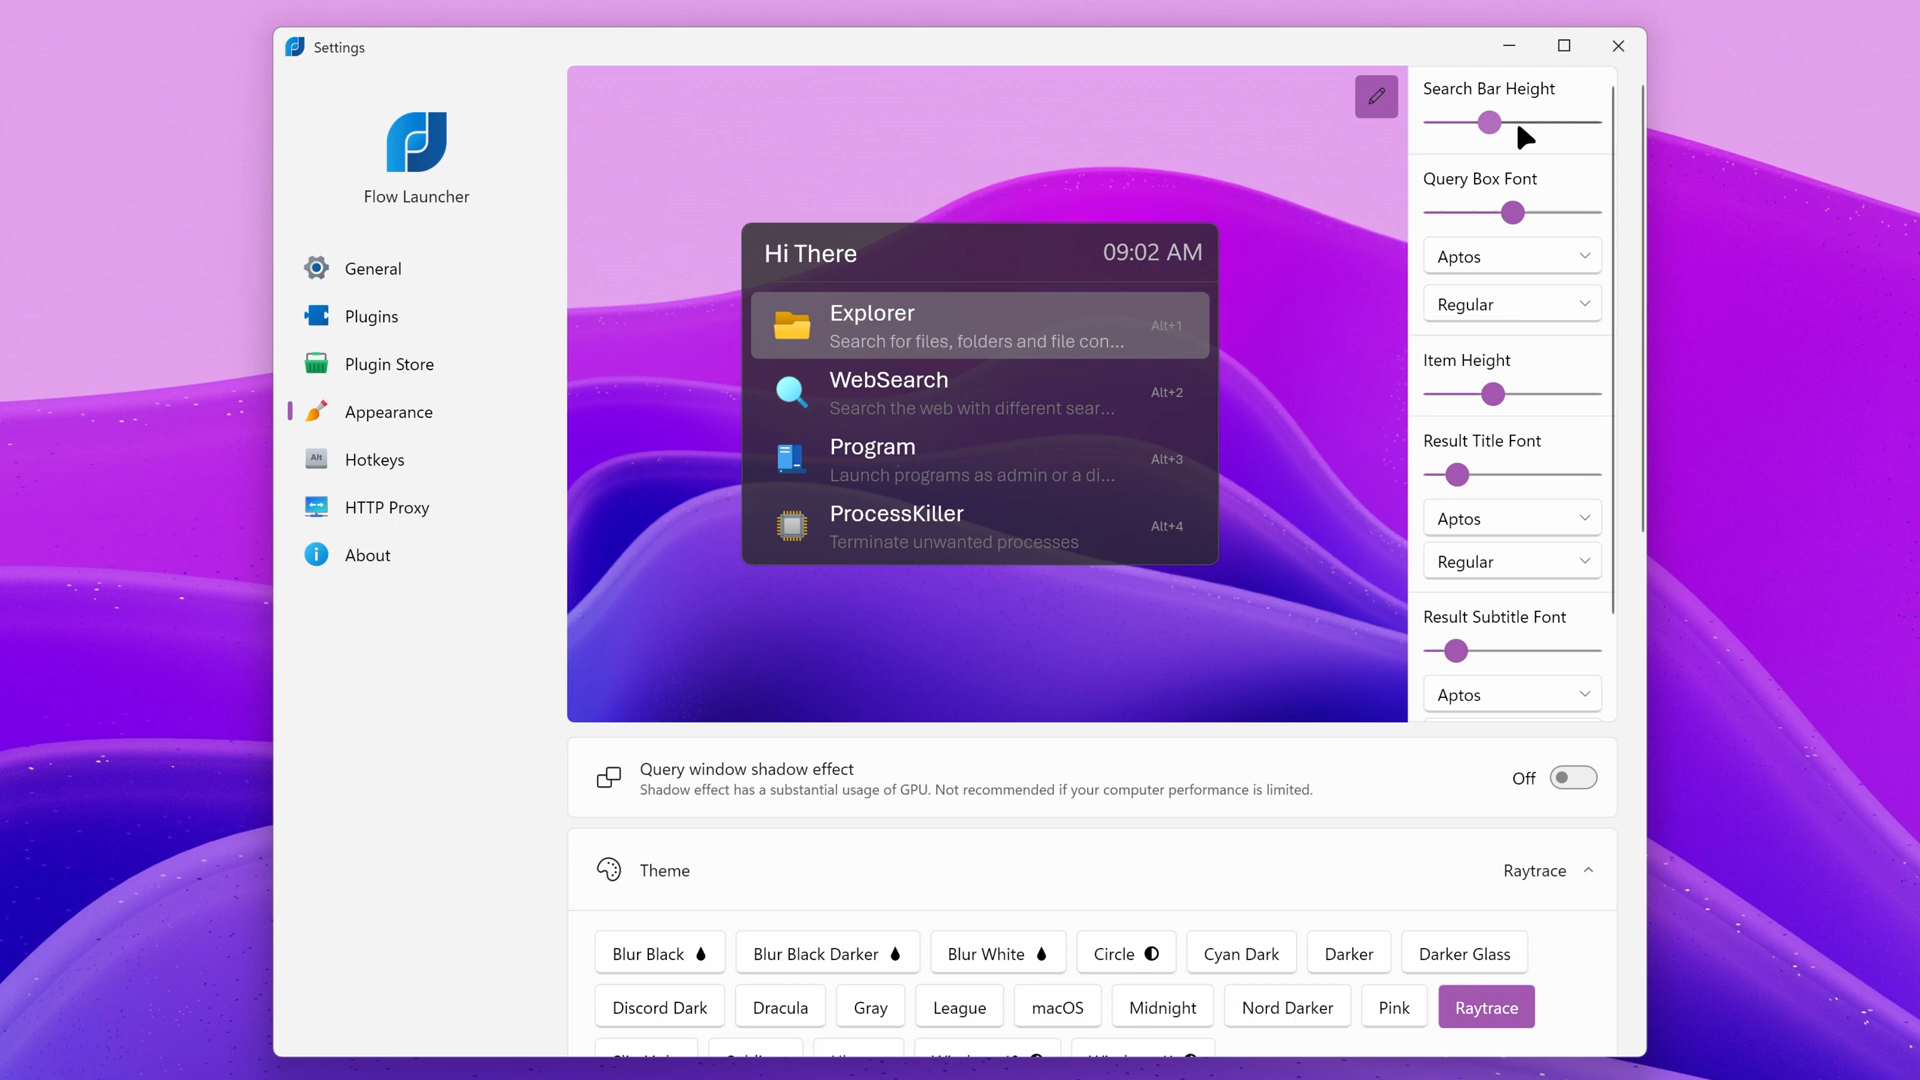 Settings
Flow Launcher
General
Plugins
Plugin Store
Appearance
Alt
Hotkeys
HTTP Proxy
About
Hi There
09:02 AM
Explorer
Search for files, folders and file con...
Alt+1
WebSearch
Search the web with different sear...
Alt+2
Program
Launch programs as admin or a di...
Alt+3
ProcessKiller
Terminate unwanted processes
Alt+4
Search Bar Height
Query Box Font
Aptos
Regular
Item Height
Result Title Font
Aptos
Regular
Result Subtitle Font
Aptos
Query window shadow effect
Shadow effect has a substantial usage of GPU. Not recommended if your computer performance is limited.
Off
Theme
Raytrace
Blur Black
Blur Black Darker
Blur White
Circle
Cyan Dark
Darker
Darker Glass
Discord Dark
Dracula
Gray
League
macOS
Midnight
Nord Darker
Pink
Raytrace